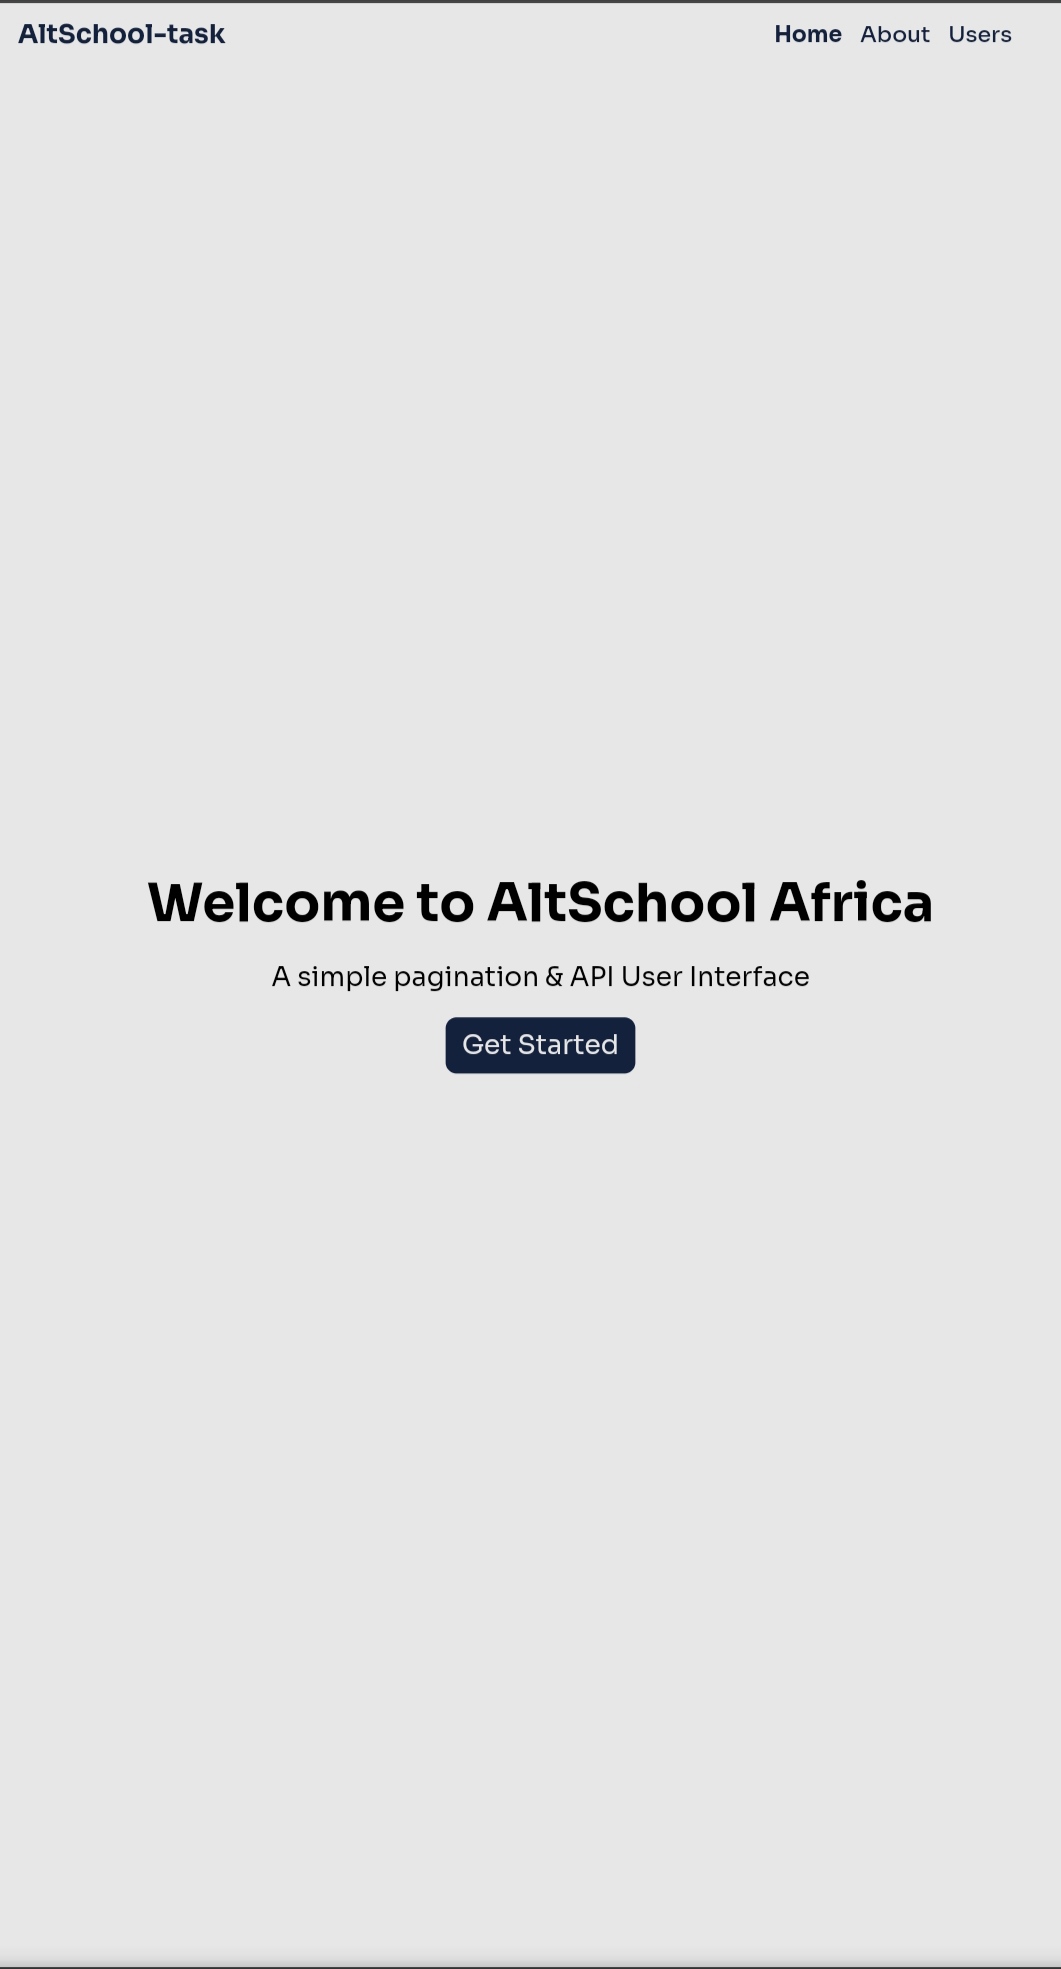 AltSchool-task
Home About Users
Welcome to AltSchool Africa
A simple pagination & API User Interface
Get Started